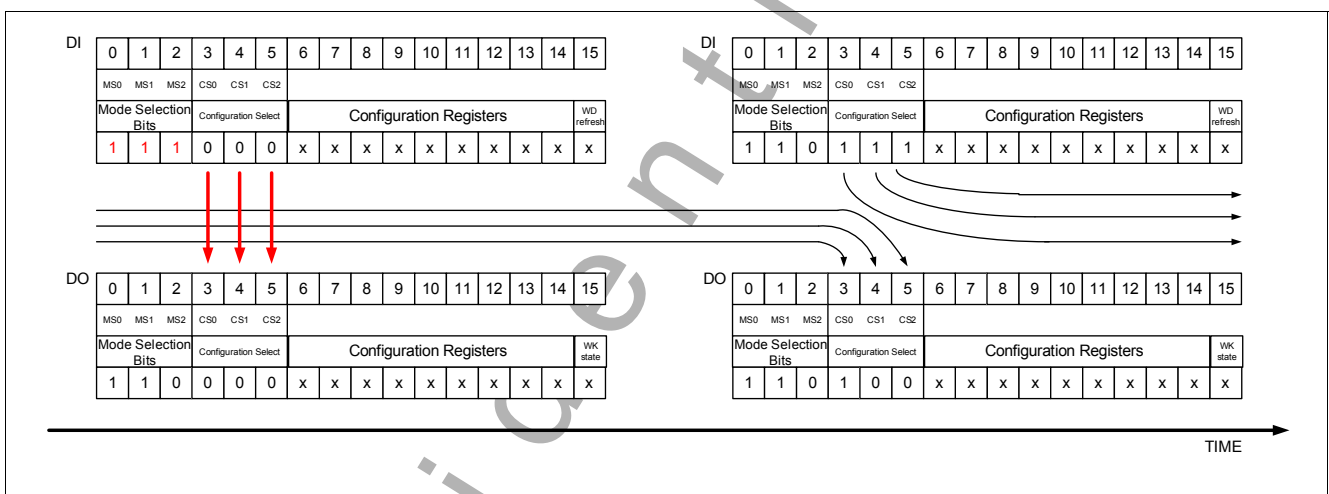 DI 0 1 2 3 4 5 6 7 8 9 10 11 12 13 14 15
MS0 MS1 MS2 CS0 CS1 CS2
Mode Selection Bits Configuration Select Configuration Registers WD refresh
1 1 1 0 0 0 x x x x x x x x x x
DI 0 1 2 3 4 5 6 7 8 9 10 11 12 13 14 15
MS0 MS1 MS2 CS0 CS1 CS2
Mode Selection Bits Configuration Select Configuration Registers WD refresh
1 1 0 1 1 1 x x x x x x x x x x
DO 0 1 2 3 4 5 6 7 8 9 10 11 12 13 14 15
MS0 MS1 MS2 CS0 CS1 CS2
Mode Selection Bits Configuration Select Configuration Registers WK state
1 1 0 0 0 0 x x x x x x x x x x
DO 0 1 2 3 4 5 6 7 8 9 10 11 12 13 14 15
MS0 MS1 MS2 CS0 CS1 CS2
Mode Selection Bits Configuration Select Configuration Registers WK state
1 1 0 1 0 0 x x x x x x x x x x
TIME
i d e n t i